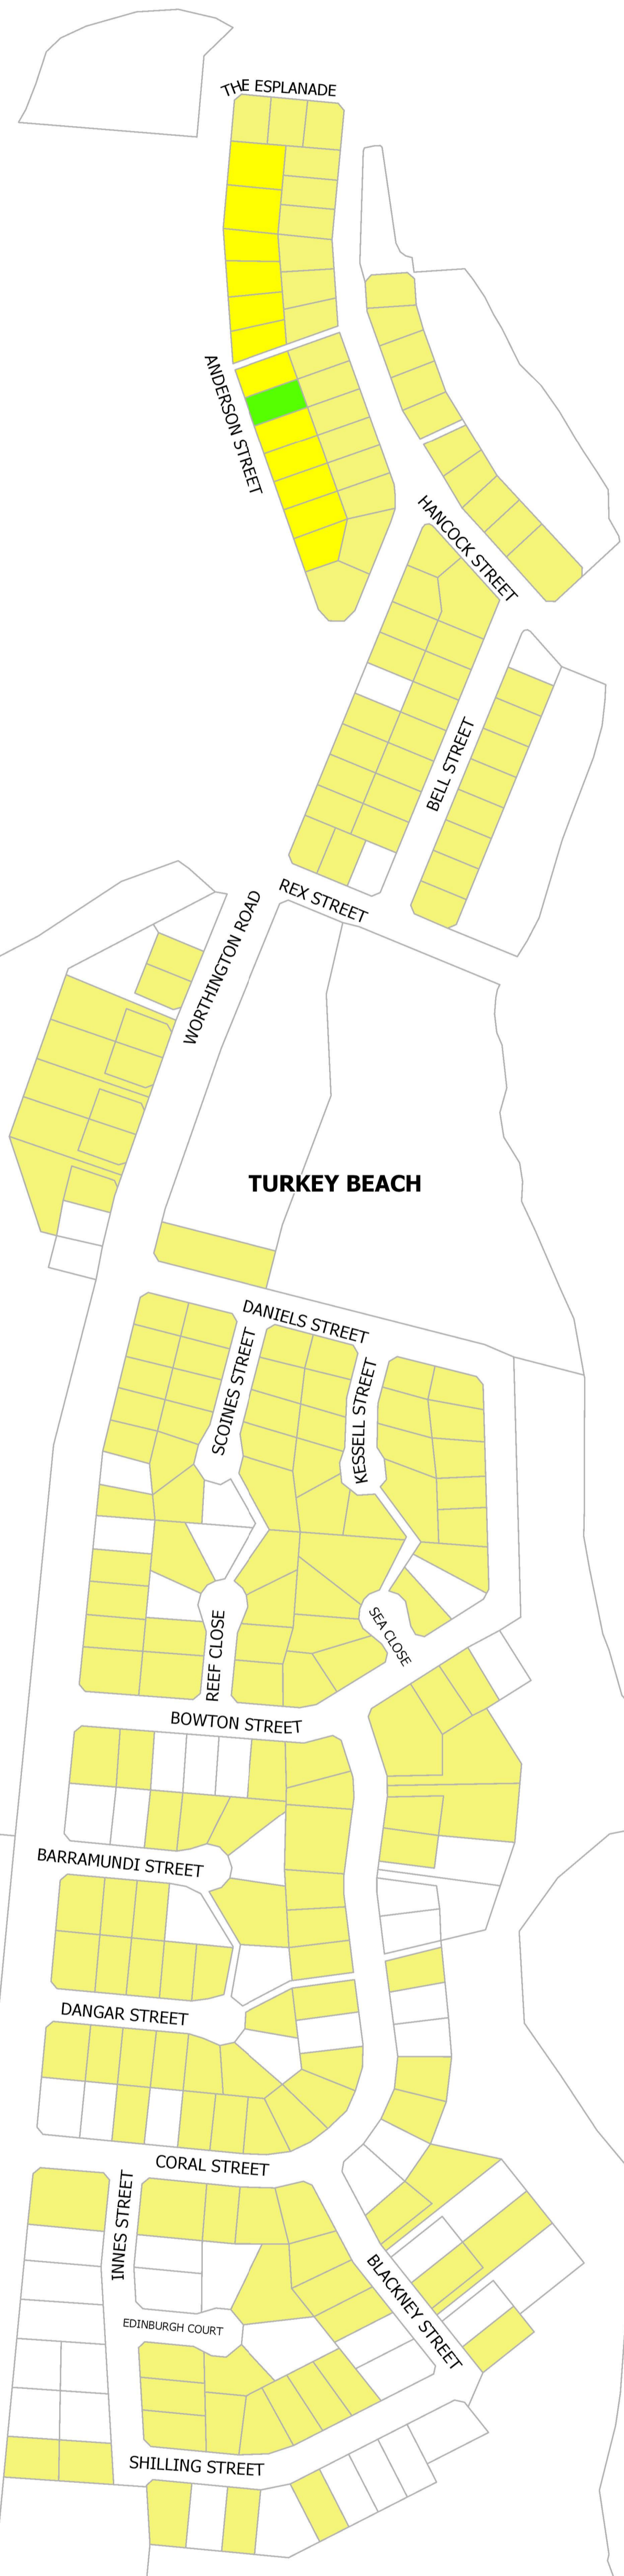 THE ESPLANADE
ANDERSON STREET
HANCOCK STREET
BELL STREET
REX STREET
WORTHINGTON ROAD
TURKEY BEACH
DANIELS STREET
SCOINES STREET
KESSELL STREET
SEA CLOSE
REEF CLOSE
BOWTON STREET
BARRAMUNDI STREET
DANGAR STREET
CORAL STREET
INNES STREET
BLACKNEY STREET
EDINBURGH COURT
SHILLING STREET